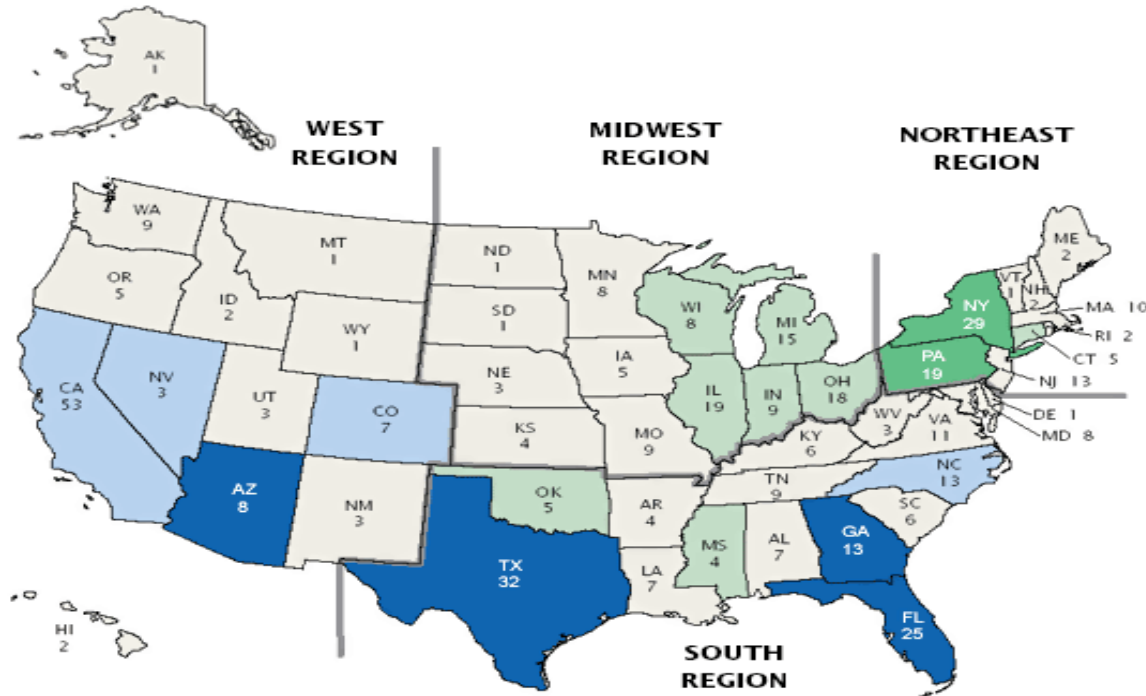 AK
1
WEST
REGION
MIDWEST
REGION
NORTHEAST
REGION
WA
9
MT
1
ND
1
MN
8
ME
2
VT
1
NH
2
OR
5
ID
2
WY
1
SD
1
WI
8
MI
15
NY
29
MA 10
RI 2
CT 5
NJ 13
DE 1
MD 8
PA
19
CA
53
NV
3
UT
3
CO
7
NE
3
IA
5
IL
19
IN
9
OH
18
KS
4
MO
9
KY
6
WV
3
VA
11
AZ
8
NM
3
OK
5
AR
4
TN
9
NC
13
SC
6
TX
32
LA
7
MS
4
AL
7
GA
13
FL
25
HI
2
SOUTH
REGION